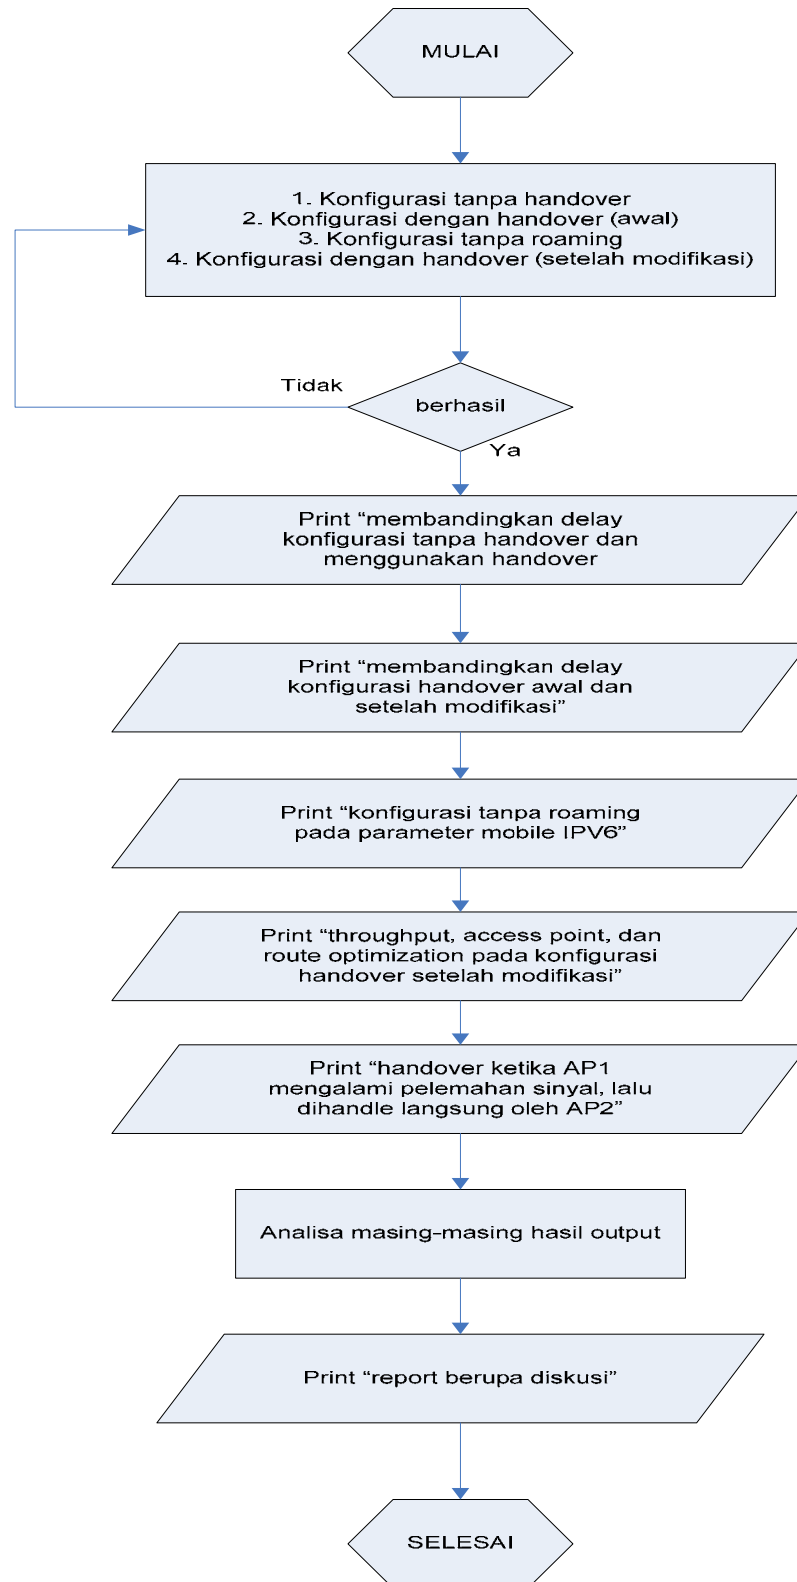 MULAI
1. Konfigurasi tanpa handover
2. Konfigurasi dengan handover (awal)
3. Konfigurasi tanpa roaming
4. Konfigurasi dengan handover (setelah modifikasi)
Tidak
berhasil
Ya
Print “membandingkan delay
konfigurasi tanpa handover dan
menggunakan handover
Print “membandingkan delay
konfigurasi handover awal dan
setelah modifikasi”
Print “konfigurasi tanpa roaming
pada parameter mobile IPV6”
Print “throughput, access point, dan
route optimization pada konfigurasi
handover setelah modifikasi”
Print “handover ketika AP1
mengalami pelemahan sinyal, lalu
dihandle langsung oleh AP2”
Analisa masing-masing hasil output
Print “report berupa diskusi”
SELESAI